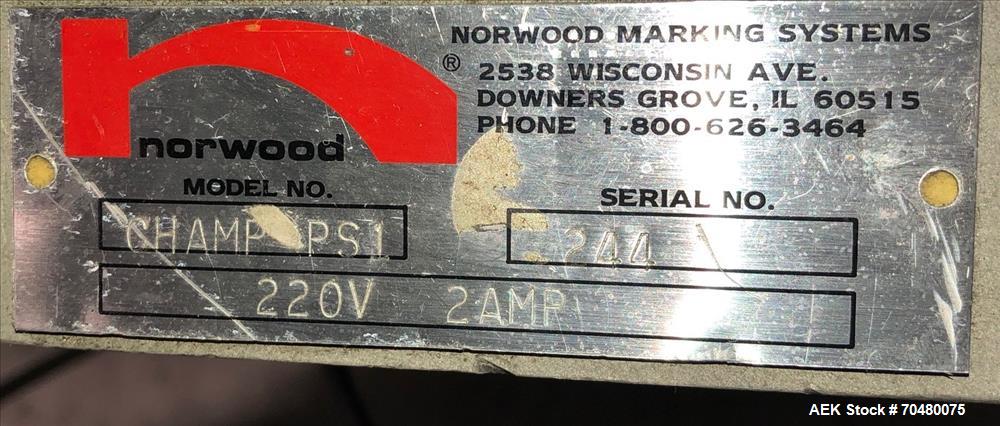 NORWOOD MARKING SYSTEMS
®
2538 WISCONSIN AVE.
DOWNERS GROVE, IL 60515
PHONE 1-800-626-3464
norwood
MODEL NO.
SERIAL NO.
CHAMP PS1
244
220V 2AMP
AEK Stock # 70480075